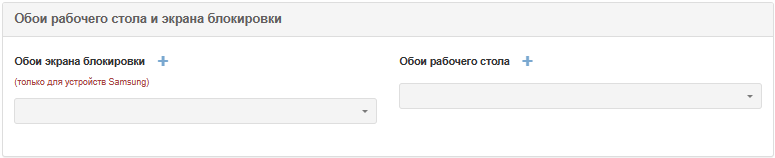 Обои рабочего стола и экрана блокировки
Обои экрана блокировки
(только для устройств Samsung)
Обои рабочего стола